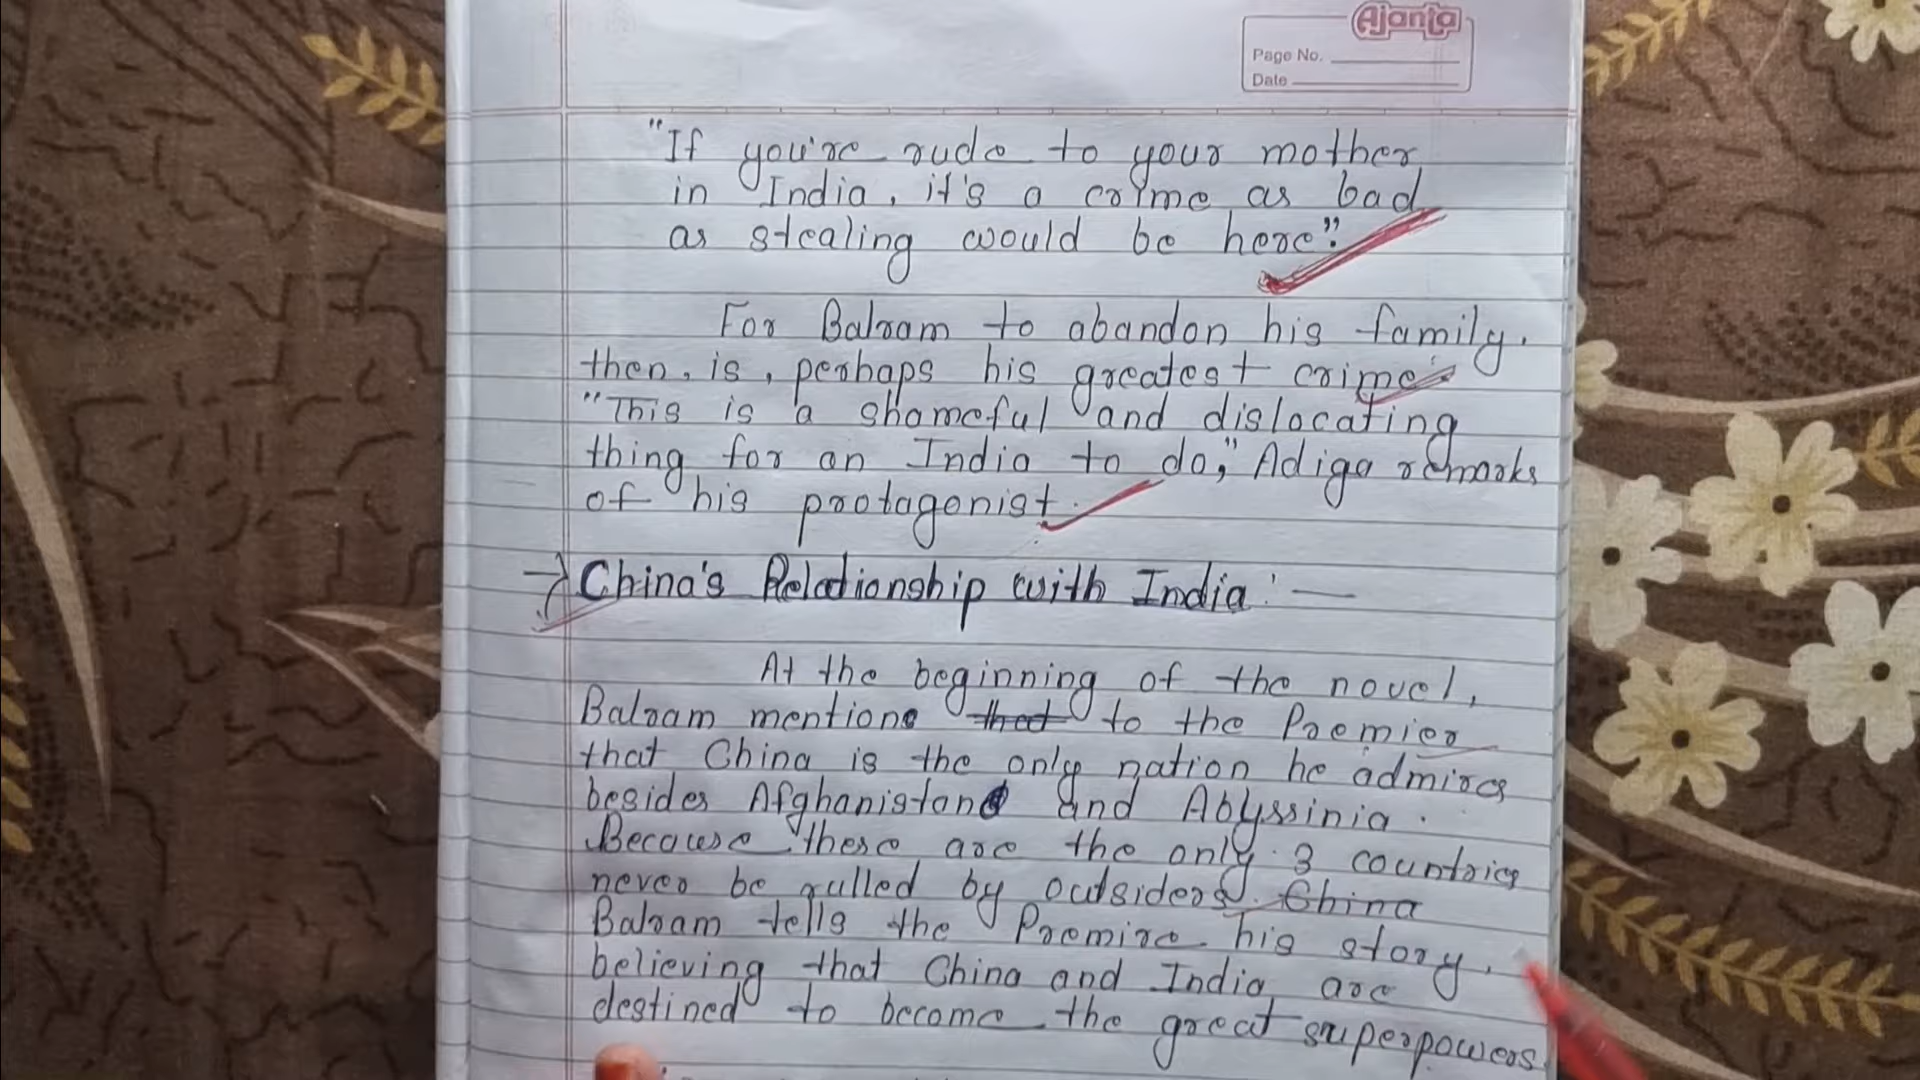 Ajanta
Page No.
Date
"If you're rude to your mother
in India, it's a crime as bad
as stealing would be here".
For Balram to abandon his family.
then, is, perhaps his greatest crime.
"This is a shameful and dislocating
thing for an India to do," Adiga remarks
of his protagonist.
→ China's Relationship with India :—
At the beginning of the novel,
Balram mentions that to the Premier
that China is the only nation he admires
besides Afghanistan and Abyssinia.
Because these are the only 3 countries
never be rulled by outsiders. China
Balram tells the Premire his story.
believing that China and India are
destined to become the great superpowers